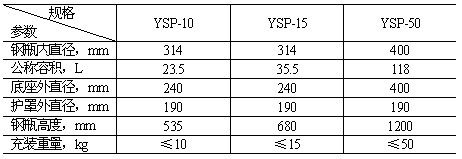 规格 YSP-10 YSP-15 YSP-50
参数
钢瓶内直径，mm 314 314 400
公称容积，L 23.5 35.5 118
底座外直径，mm 240 240 400
护罩外直径，mm 190 190 190
钢瓶高度，mm 535 680 1200
充装重量，kg ≤10 ≤15 ≤50